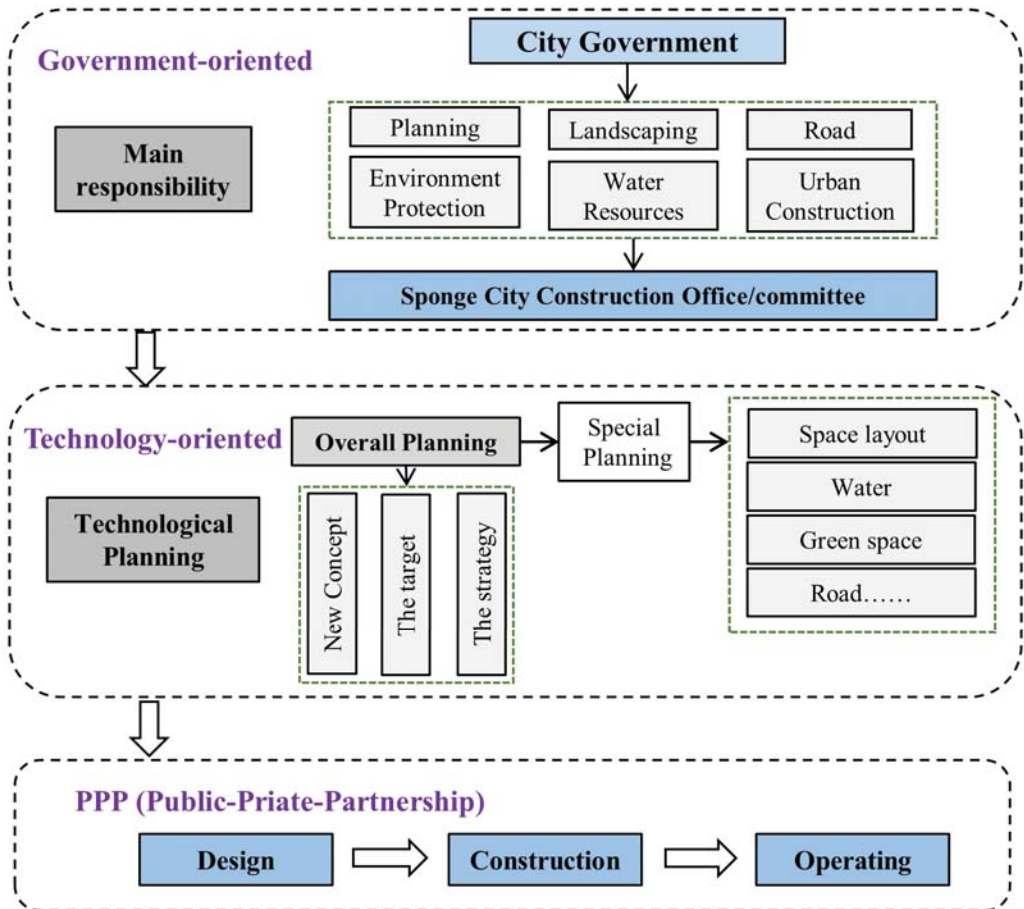 City Government
Government-oriented
Planning
Landscaping
Road
Main
responsibility
Environment
Protection
Water
Resources
Urban
Construction
Sponge City Construction Office/committee
Technology-oriented
Overall Planning
Special
Planning
Space layout
Water
Green space
Road……
Technological
Planning
New Concept
The target
The strategy
PPP (Public-Priate-Partnership)
Design
Construction
Operating